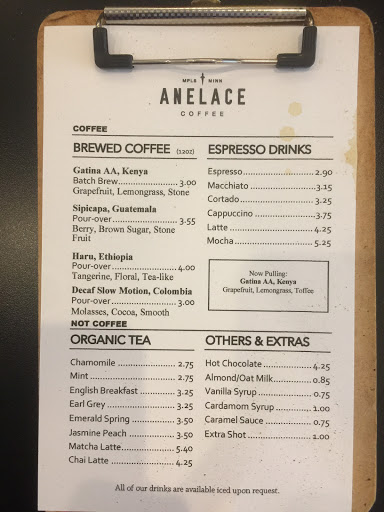 MPLS MINN
ANELACE
COFFEE
COFFEE
BREWED COFFEE (12OZ)
Gatina AA, Kenya
Batch Brew.................3.00
Grapefruit, Lemongrass, Stone
Sipicapa, Guatemala
Pour-over...................3.55
Berry, Brown Sugar, Stone
Fruit
Haru, Ethiopia
Pour-over...................4.00
Tangerine, Floral, Tea-like
Decaf Slow Motion, Colombia
Pour-over...................3.00
Molasses, Cocoa, Smooth
ESPRESSO DRINKS
Espresso....................2.90
Macchiato..................3.15
Cortado.....................3.25
Cappuccino................3.75
Latte........................4.25
Mocha.......................5.25
Now Pulling:
Gatina AA, Kenya
Grapefruit, Lemongrass, Toffee
NOT COFFEE
ORGANIC TEA
Chamomile ................2.75
Mint .........................2.75
English Breakfast .........3.25
Earl Grey ...................3.25
Emerald Spring ...........3.50
Jasmine Peach ............3.50
Matcha Latte..............5.40
Chai Latte .................4.25
OTHERS & EXTRAS
Hot Chocolate .............4.25
Almond/Oat Milk..........0.85
Vanilla Syrup...............0.75
Cardamom Syrup .........1.00
Caramel Sauce ............0.75
Extra Shot ..................1.00
All of our drinks are available iced upon request.